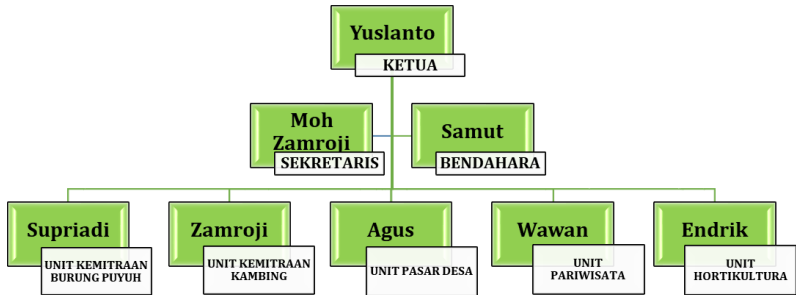 Yuslanto
KETUA
Moh
Zamroji
SEKRETARIS
Samut
BENDAHARA
Supriadi
UNIT KEMITRAAN
BURUNG PUYUH
Zamroji
UNIT KEMITRAAN
KAMBING
Agus
UNIT PASAR DESA
Wawan
UNIT
PARIWISATA
Endrik
UNIT
HORTIKULTURA